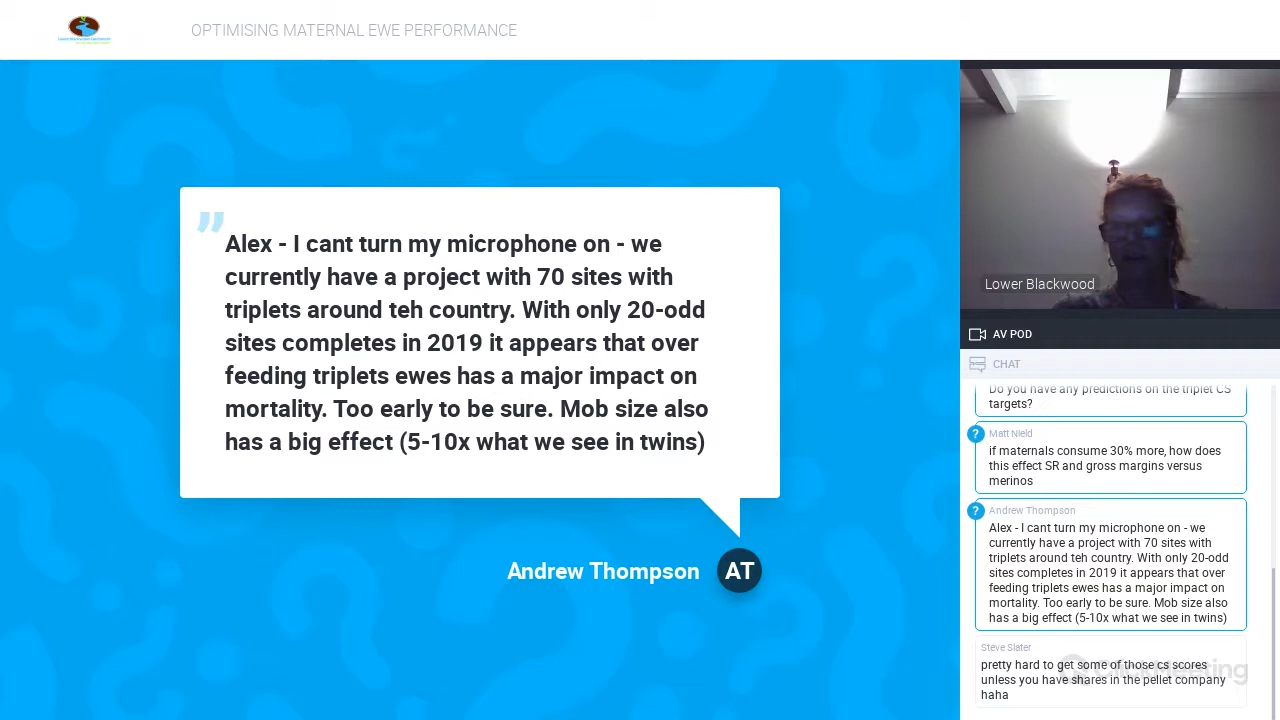 OPTIMISING MATERNAL EWE PERFORMANCE
Alex - I cant turn my microphone on - we
currently have a project with 70 sites with
triplets around teh country. With only 20-odd
sites completes in 2019 it appears that over
feeding triplets ewes has a major impact on
mortality. Too early to be sure. Mob size also
has a big effect (5-10x what we see in twins)
Andrew Thompson AT
Lower Blackwood
AV POD
CHAT
Do you have any predictions on the triplet CS
targets?
? Matt Nield
if maternals consume 30% more, how does
this effect SR and gross margins versus
merinos
? Andrew Thompson
Alex - I cant turn my microphone on - we
currently have a project with 70 sites with
triplets around teh country. With only 20-odd
sites completes in 2019 it appears that over
feeding triplets ewes has a major impact on
mortality. Too early to be sure. Mob size also
has a big effect (5-10x what we see in twins)
Steve Slater
pretty hard to get some of those cs scores
unless you have shares in the pellet company
haha
ClickMeeting